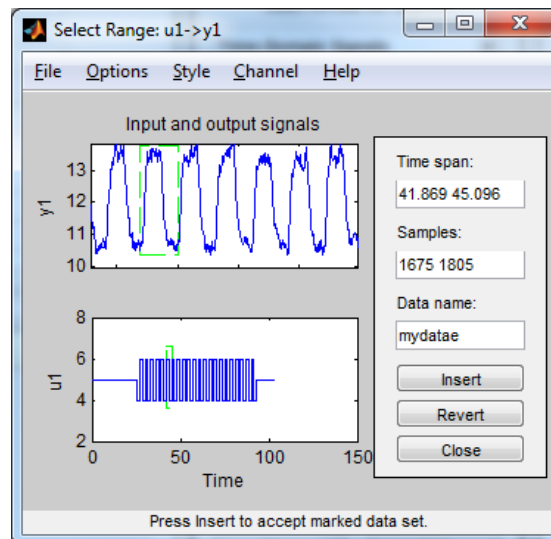 Select Range: u1->y1
File Options Style Channel Help
Input and output signals
13
12
11
10
y1
8
6
4
2
u1
0 50 100 150
Time
Time span:
41.869 45.096
Samples:
1675 1805
Data name:
mydatae
Insert
Revert
Close
Press Insert to accept marked data set.